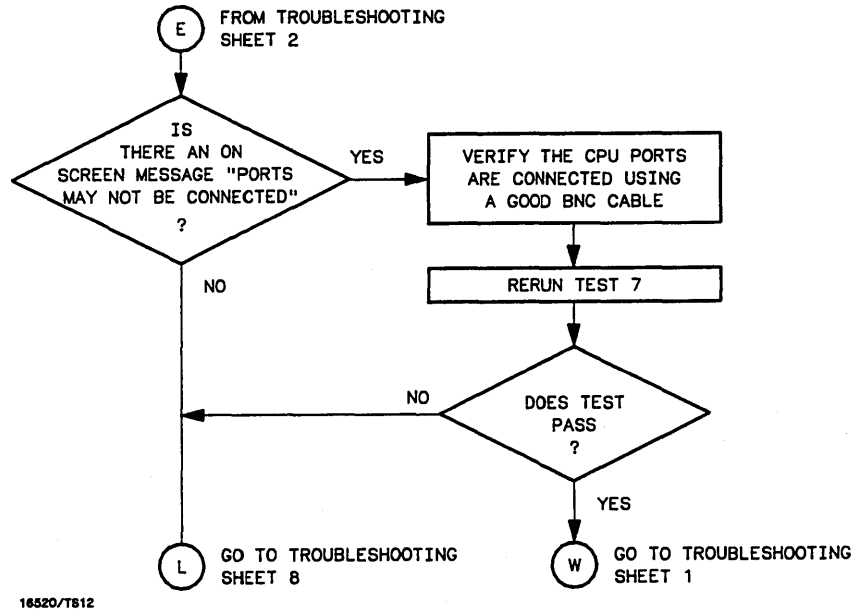 E
FROM TROUBLESHOOTING
SHEET 2
IS
THERE AN ON
SCREEN MESSAGE "PORTS
MAY NOT BE CONNECTED"
?
YES
VERIFY THE CPU PORTS
ARE CONNECTED USING
A GOOD BNC CABLE
NO
RERUN TEST 7
NO
DOES TEST
PASS
?
YES
L
GO TO TROUBLESHOOTING
SHEET 8
W
GO TO TROUBLESHOOTING
SHEET 1
16520/TS12